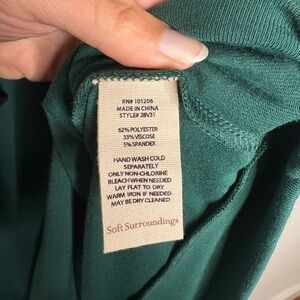 RN# 101206
MADE IN CHINA
STYLE# 2BV31
62% POLYESTER
33% VISCOSE
5% SPANDEX
HAND WASH COLD
SEPARATELY
ONLY NON-CHLORINE
BLEACH WHEN NEEDED
LAY FLAT TO DRY
WARM IRON IF NEEDED
MAY BE DRY CLEANED
Soft Surroundings